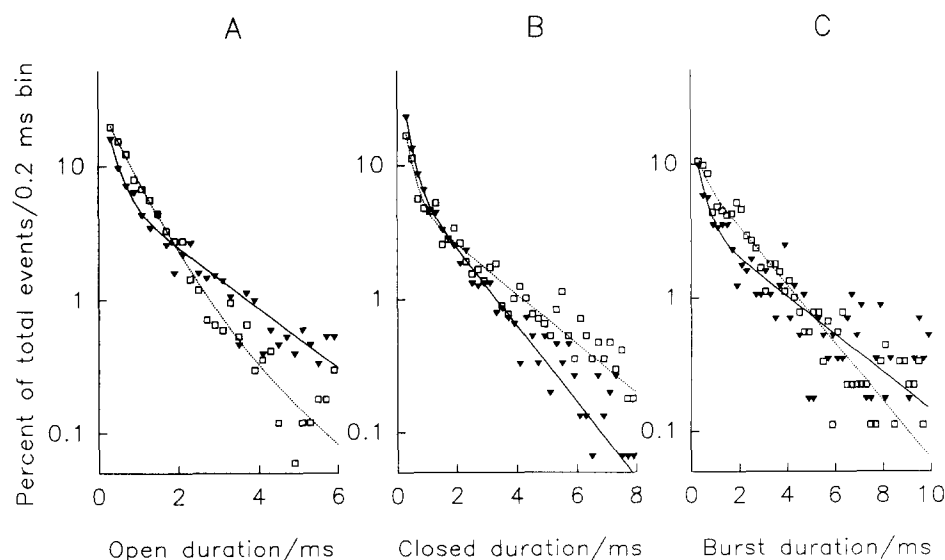 A B C
Percent of total events/0.2 ms bin
10
1
0.1
0 2 4 6
Open duration/ms
10
1
0.1
0 2 4 6 8
Closed duration/ms
10
1
0.1
0 2 4 6 8 10
Burst duration/ms